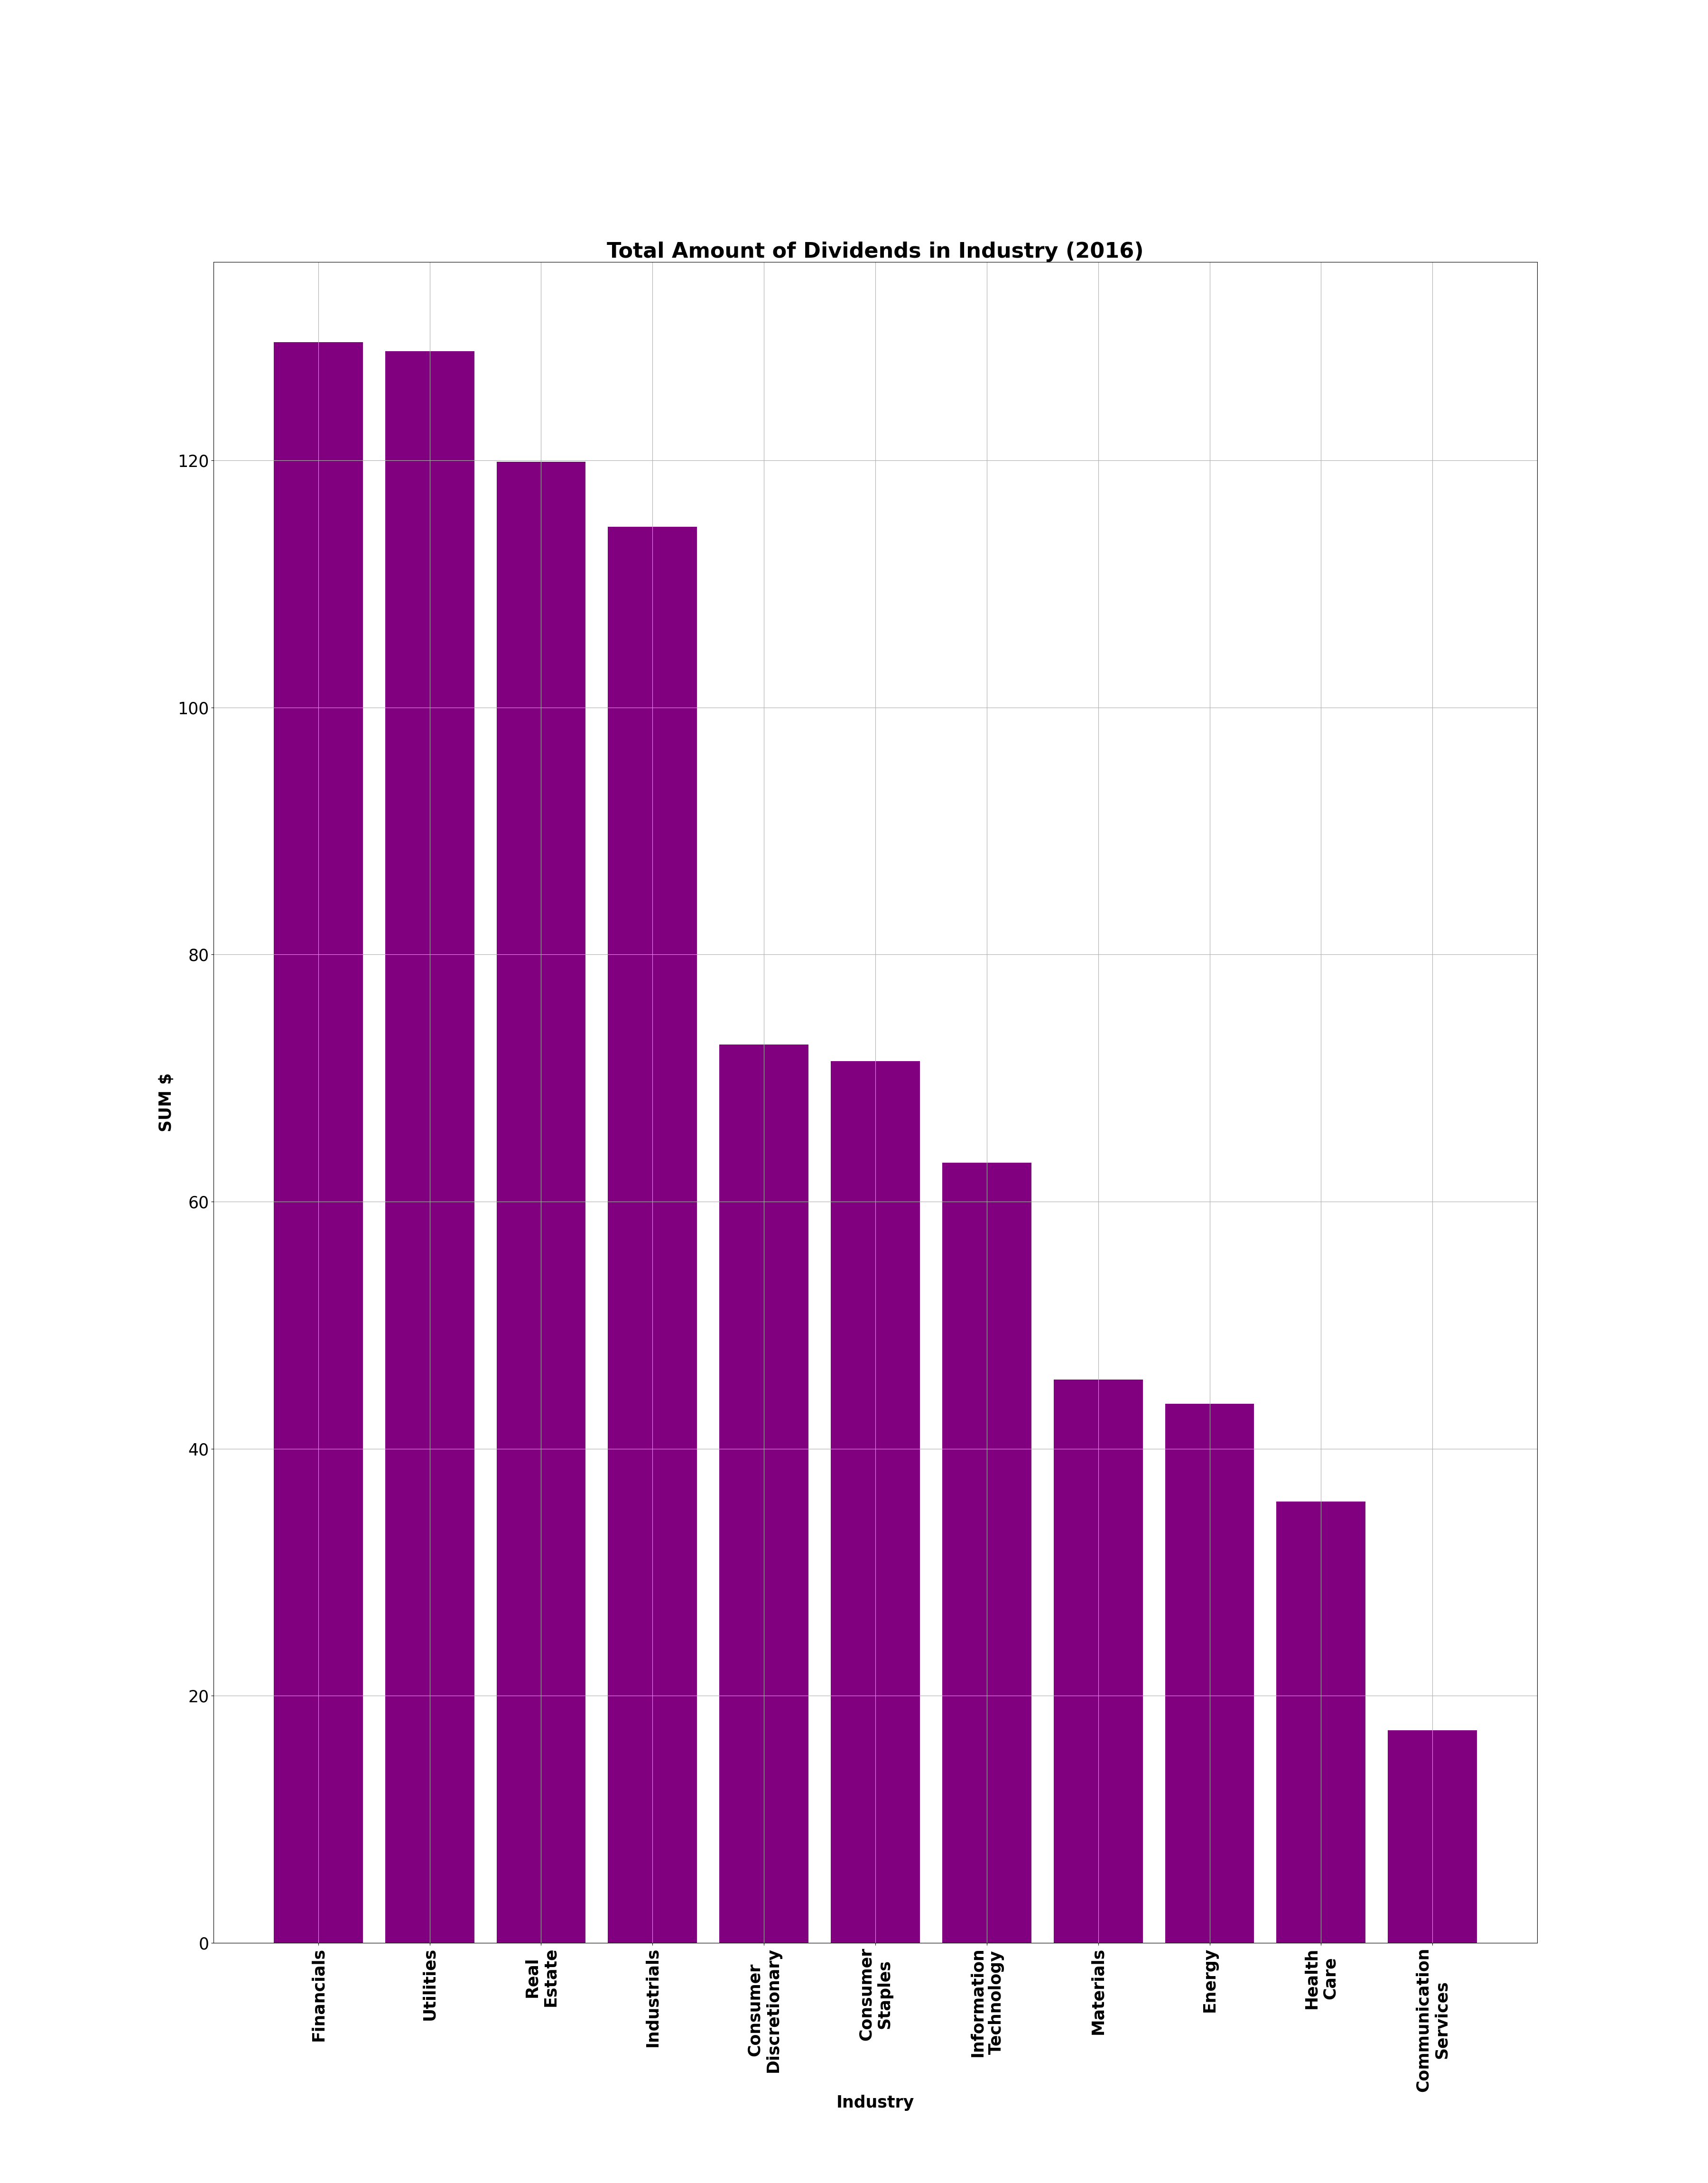 Total Amount of Dividends in Industry (2016)
120
100
80
60
40
20
0
SUM $
Financials
Utilities
Real
Estate
Industrials
Consumer
Discretionary
Consumer
Staples
Information
Technology
Materials
Energy
Health
Care
Communication
Services
Industry